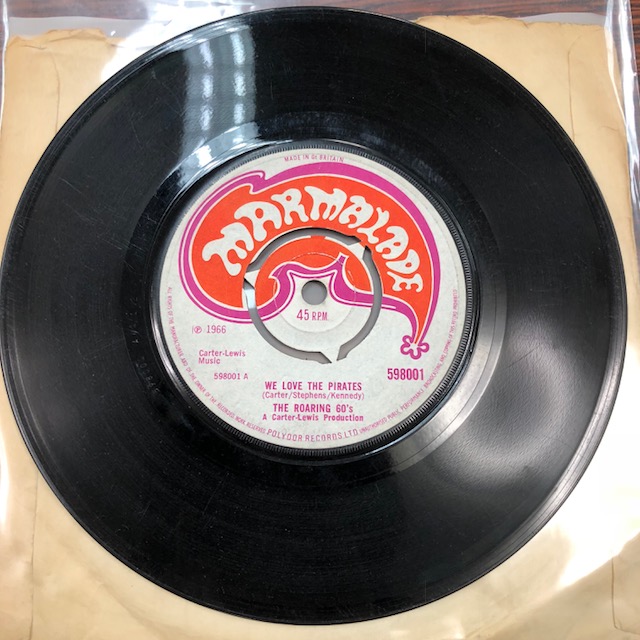 MADE IN GT. BRITAIN
MARMALADE
45 RPM
℗ 1966
Carter-Lewis
Music
598001 A
598001
WE LOVE THE PIRATES
(Carter/Stephens/Kennedy)
THE ROARING 60's
A Carter-Lewis Production
POLYDOR RECORDS LTD.